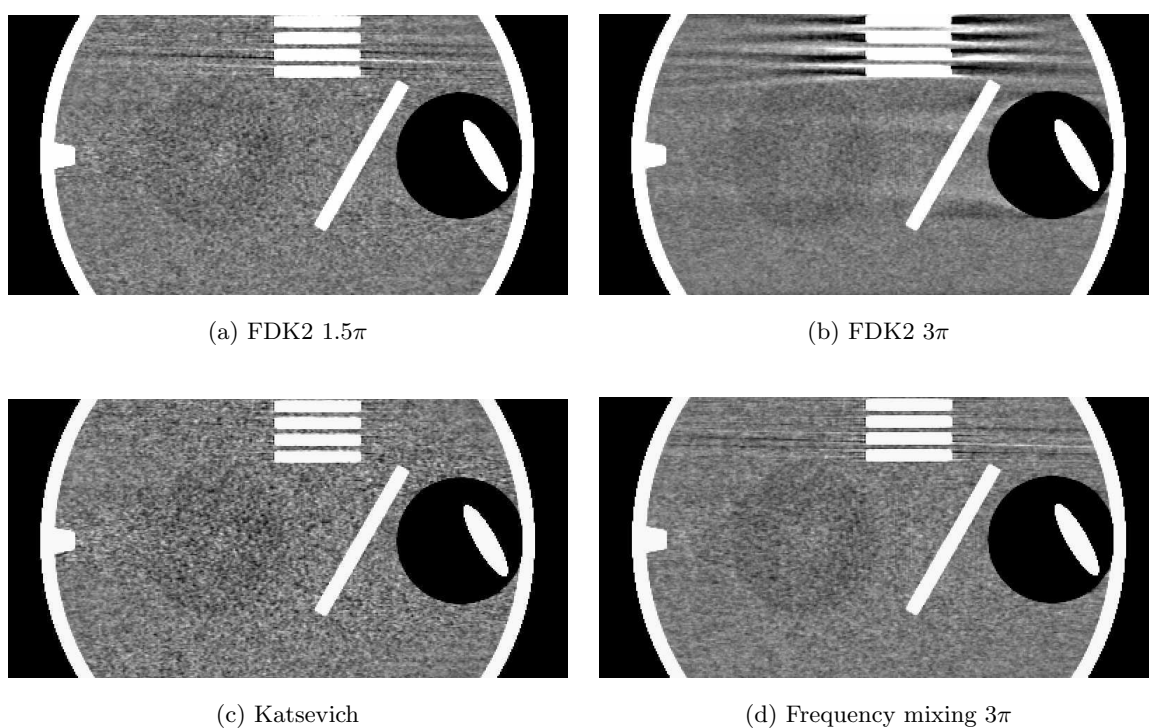 (a) FDK2 1.5π
(b) FDK2 3π
(c) Katsevich
(d) Frequency mixing 3π